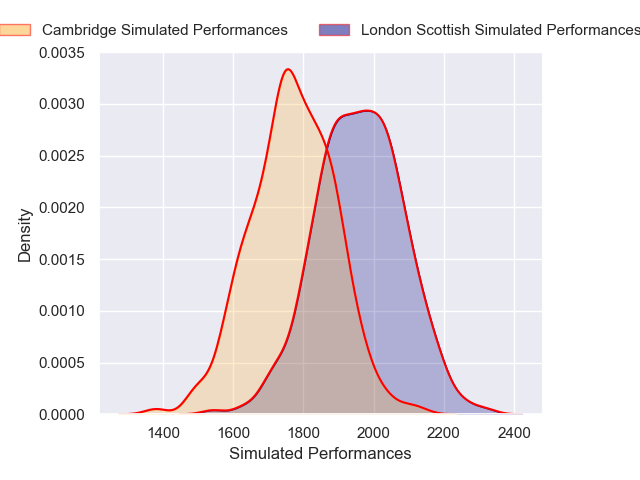 Cambridge Simulated Performances
London Scottish Simulated Performances
0.0035
0.0030
0.0025
0.0020
0.0015
0.0010
0.0005
0.0000
Density
1400 1600 1800 2000 2200 2400
Simulated Performances